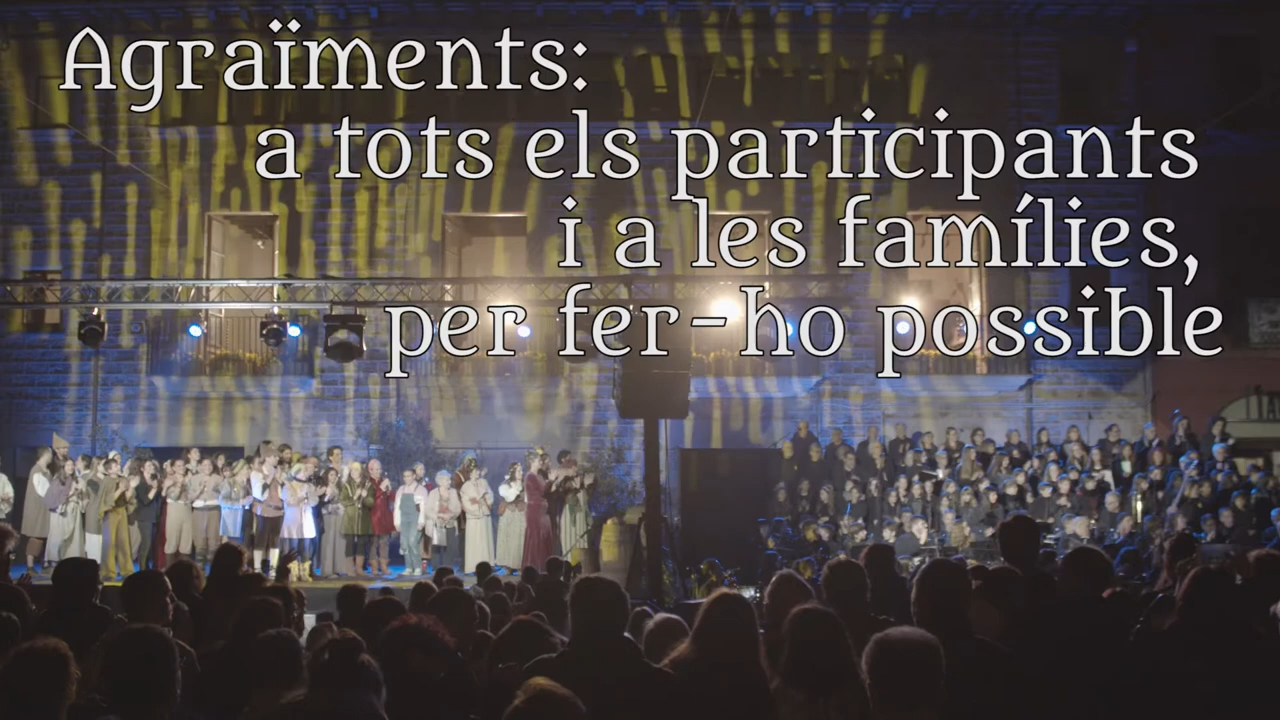 Agraïments:
a tots els participants
i a les famílies,
per fer-ho possible